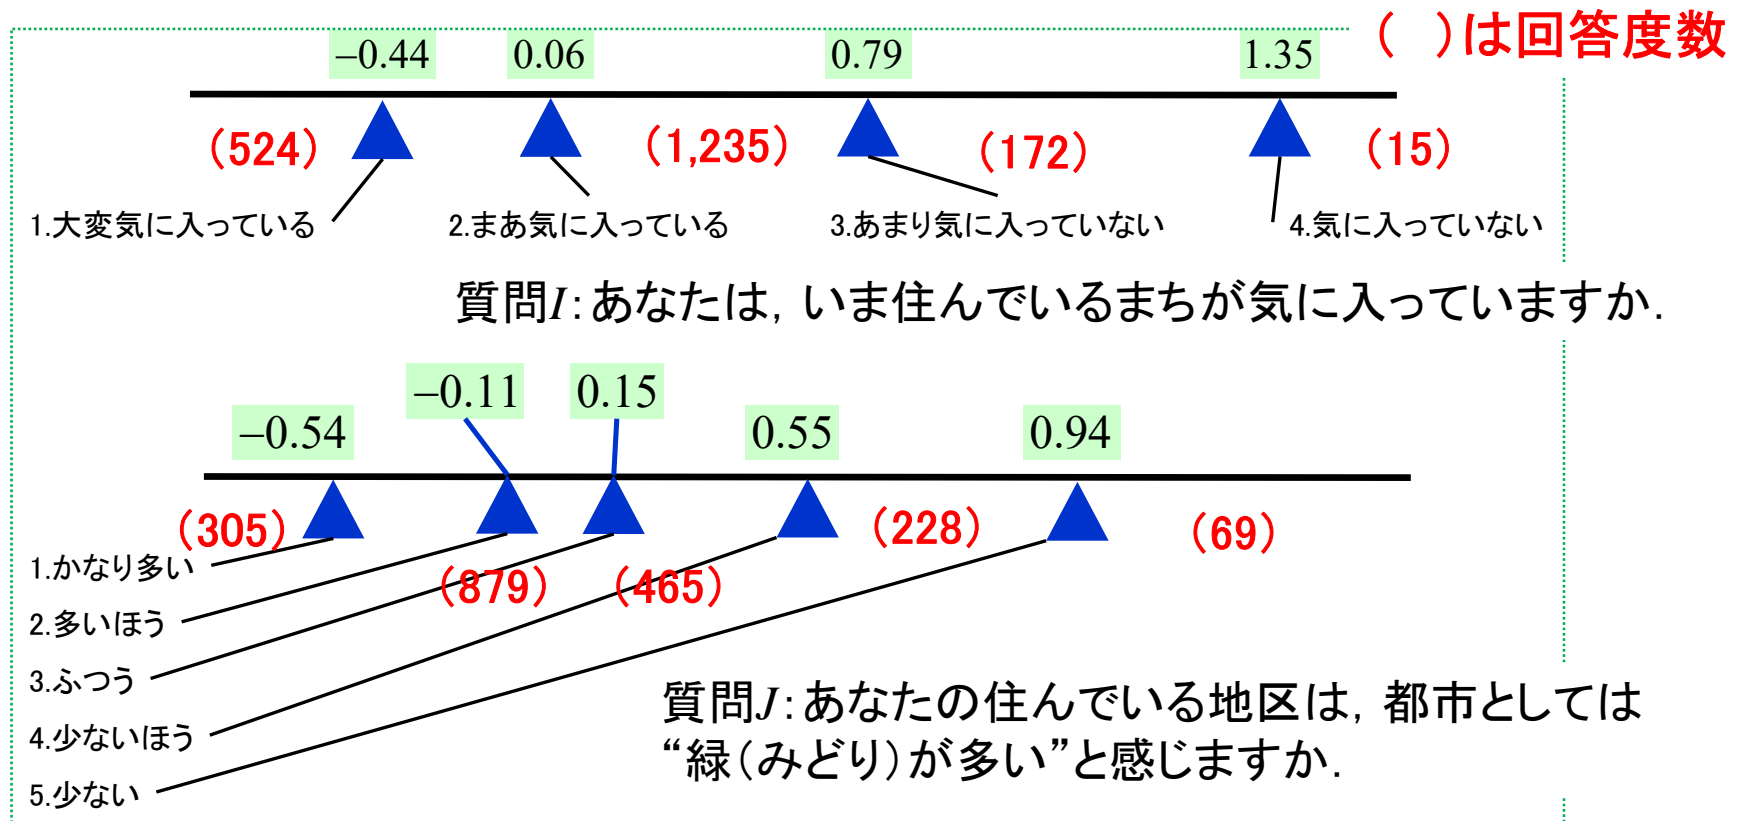 ( )は回答度数
−0.44 0.06 0.79 1.35
(524) (1,235) (172) (15)
1.大変気に入っている 2.まあ気に入っている 3.あまり気に入っていない 4.気に入っていない
質問I:あなたは, いま住んでいるまちが気に入っていますか.
−0.11 0.15
−0.54 0.55 0.94
(305) (228) (69)
1.かなり多い
(879) (465)
2.多いほう
3.ふつう
質問J:あなたの住んでいる地区は, 都市としては
4.少ないほう
“緑(みどり)が多い”と感じますか.
5.少ない